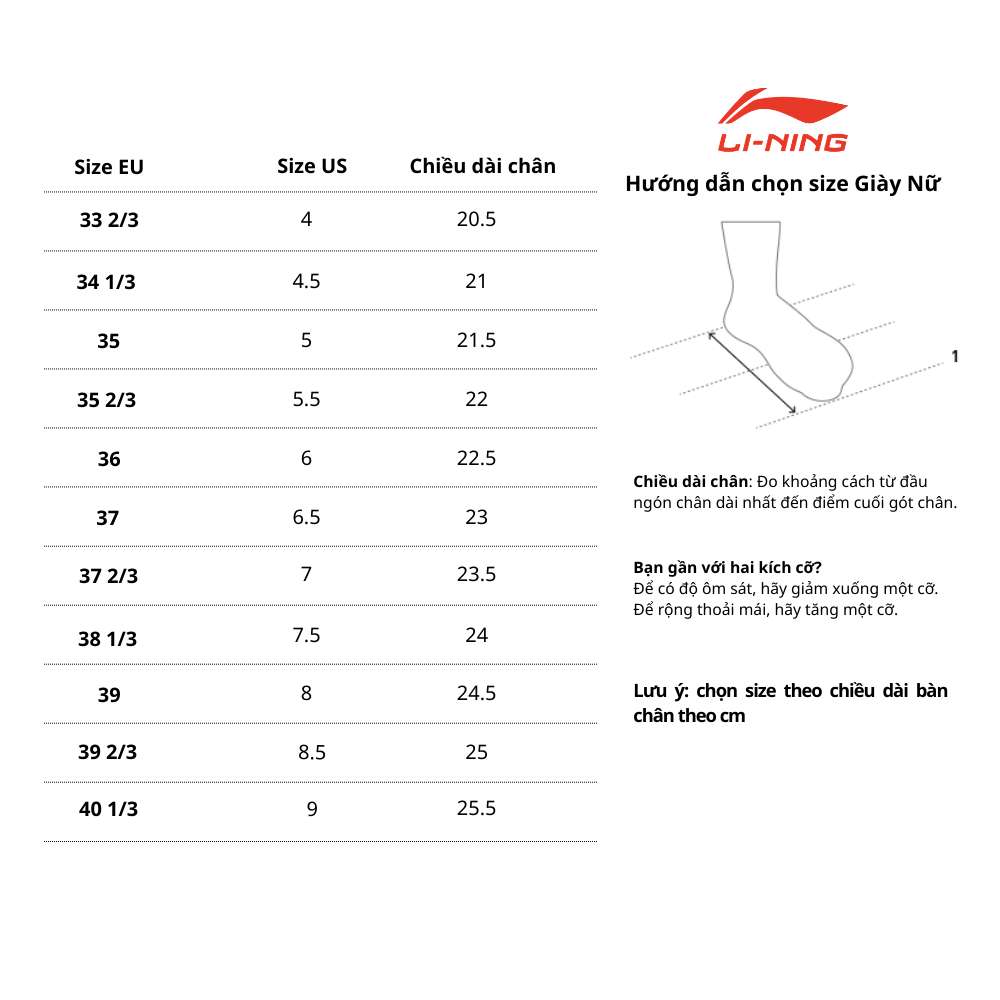 LI-NING
Hướng dẫn chọn size Giày Nữ
Size EU Size US Chiều dài chân
33 2/3 4 20.5
34 1/3 4.5 21
35 5 21.5
35 2/3 5.5 22
36 6 22.5
37 6.5 23
37 2/3 7 23.5
38 1/3 7.5 24
39 8 24.5
39 2/3 8.5 25
40 1/3 9 25.5
1
Chiều dài chân: Đo khoảng cách từ đầu
ngón chân dài nhất đến điểm cuối gót chân.
Bạn gần với hai kích cỡ?
Để có độ ôm sát, hãy giảm xuống một cỡ.
Để rộng thoải mái, hãy tăng một cỡ.
Lưu ý: chọn size theo chiều dài bàn
chân theo cm